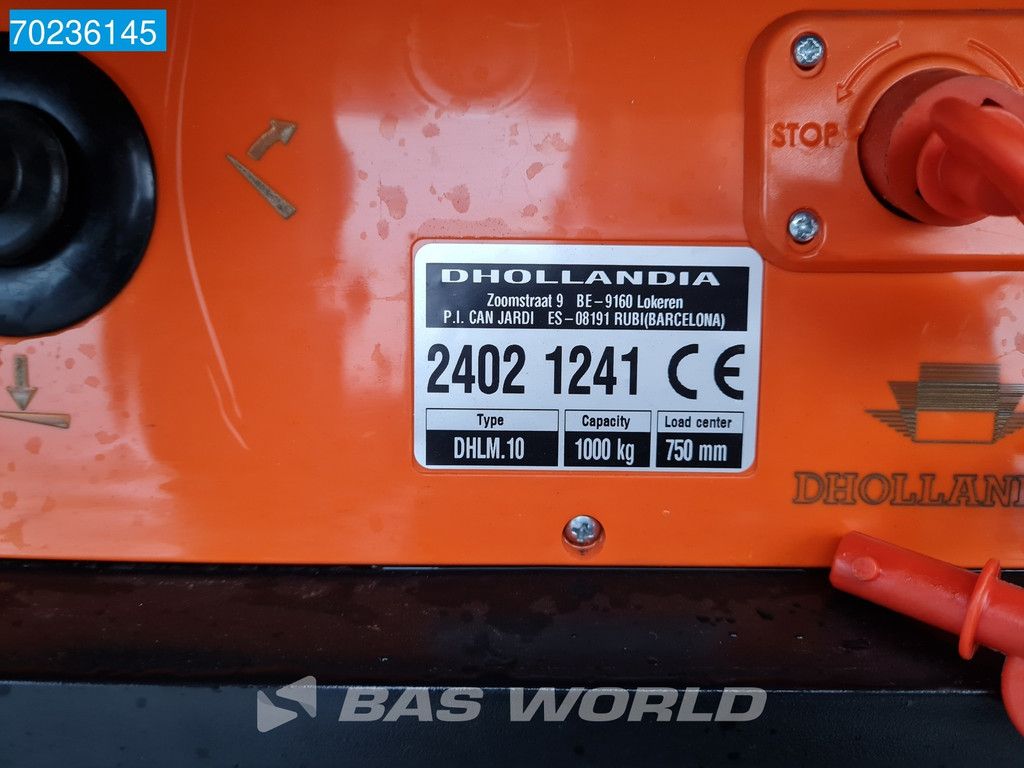 70236145
STOP
DHOLLANDIA
Zoomstraat 9 BE-9160 Lokeren
P.I. CAN JARDI ES-08191 RUBI(BARCELONA)
2402 1241 CE
Type Capacity Load center
DHLM.10 1000 kg 750 mm
DHOLLAN
BAS WORLD